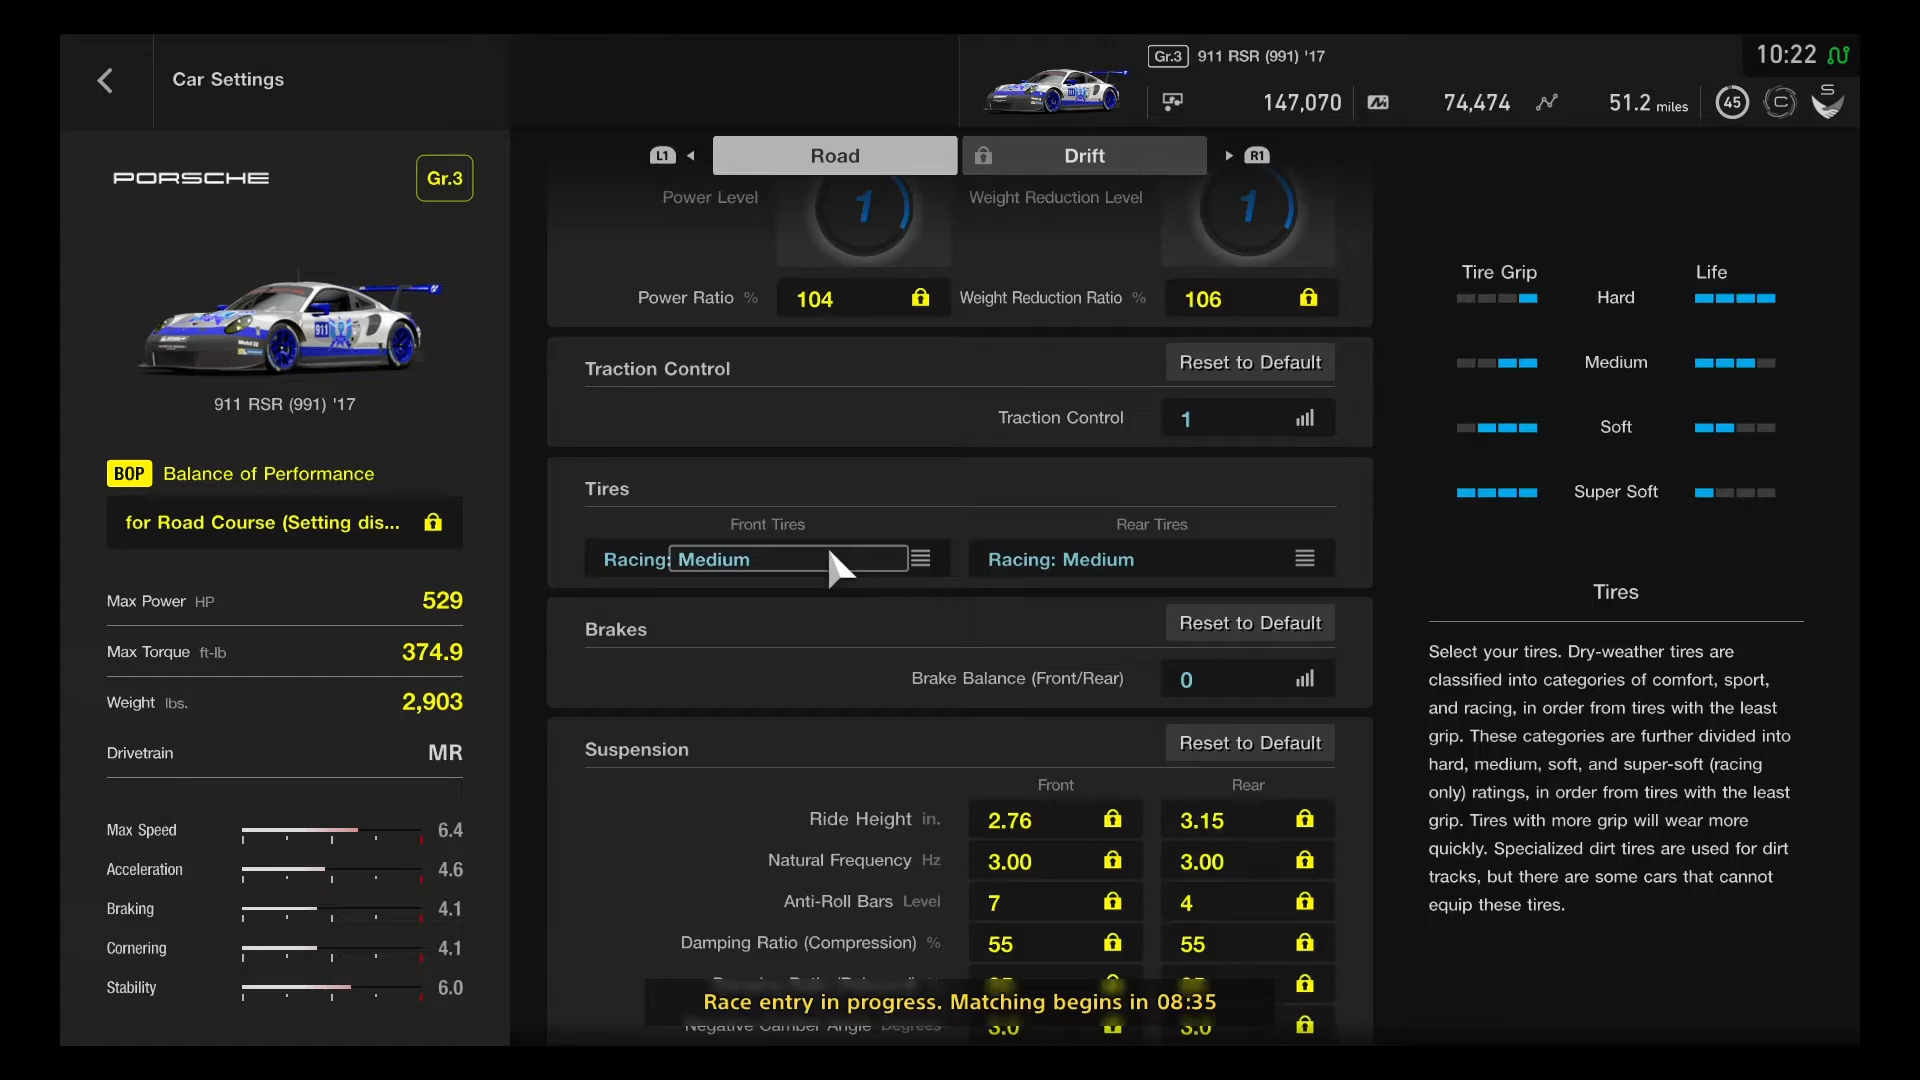 Car Settings
Gr.3 911 RSR (991) '17
10:22
147,070 74,474 51.2 miles 45 C S
L1 Road Drift R1
PORSCHE Gr.3
911 RSR (991) '17
BOP Balance of Performance
for Road Course (Setting dis...
Max Power HP 529
Max Torque ft-lb 374.9
Weight lbs. 2,903
Drivetrain MR
Max Speed 6.4
Acceleration 4.6
Braking 4.1
Cornering 4.1
Stability 6.0
Power Level 1 Weight Reduction Level 1
Power Ratio % 104 Weight Reduction Ratio % 106
Traction Control Reset to Default
Traction Control 1
Tires
Front Tires Rear Tires
Racing: Medium Racing: Medium
Brakes Reset to Default
Brake Balance (Front/Rear) 0
Suspension Reset to Default
Front Rear
Ride Height in. 2.76 3.15
Natural Frequency Hz 3.00 3.00
Anti-Roll Bars Level 7 4
Damping Ratio (Compression) % 55 55
Race entry in progress. Matching begins in 08:35
Negative Camber Angle Degrees 3.0 3.0
Tire Grip Life
Hard
Medium
Soft
Super Soft
Tires
Select your tires. Dry-weather tires are
classified into categories of comfort, sport,
and racing, in order from tires with the least
grip. These categories are further divided into
hard, medium, soft, and super-soft (racing
only) ratings, in order from tires with the least
grip. Tires with more grip will wear more
quickly. Specialized dirt tires are used for dirt
tracks, but there are some cars that cannot
equip these tires.